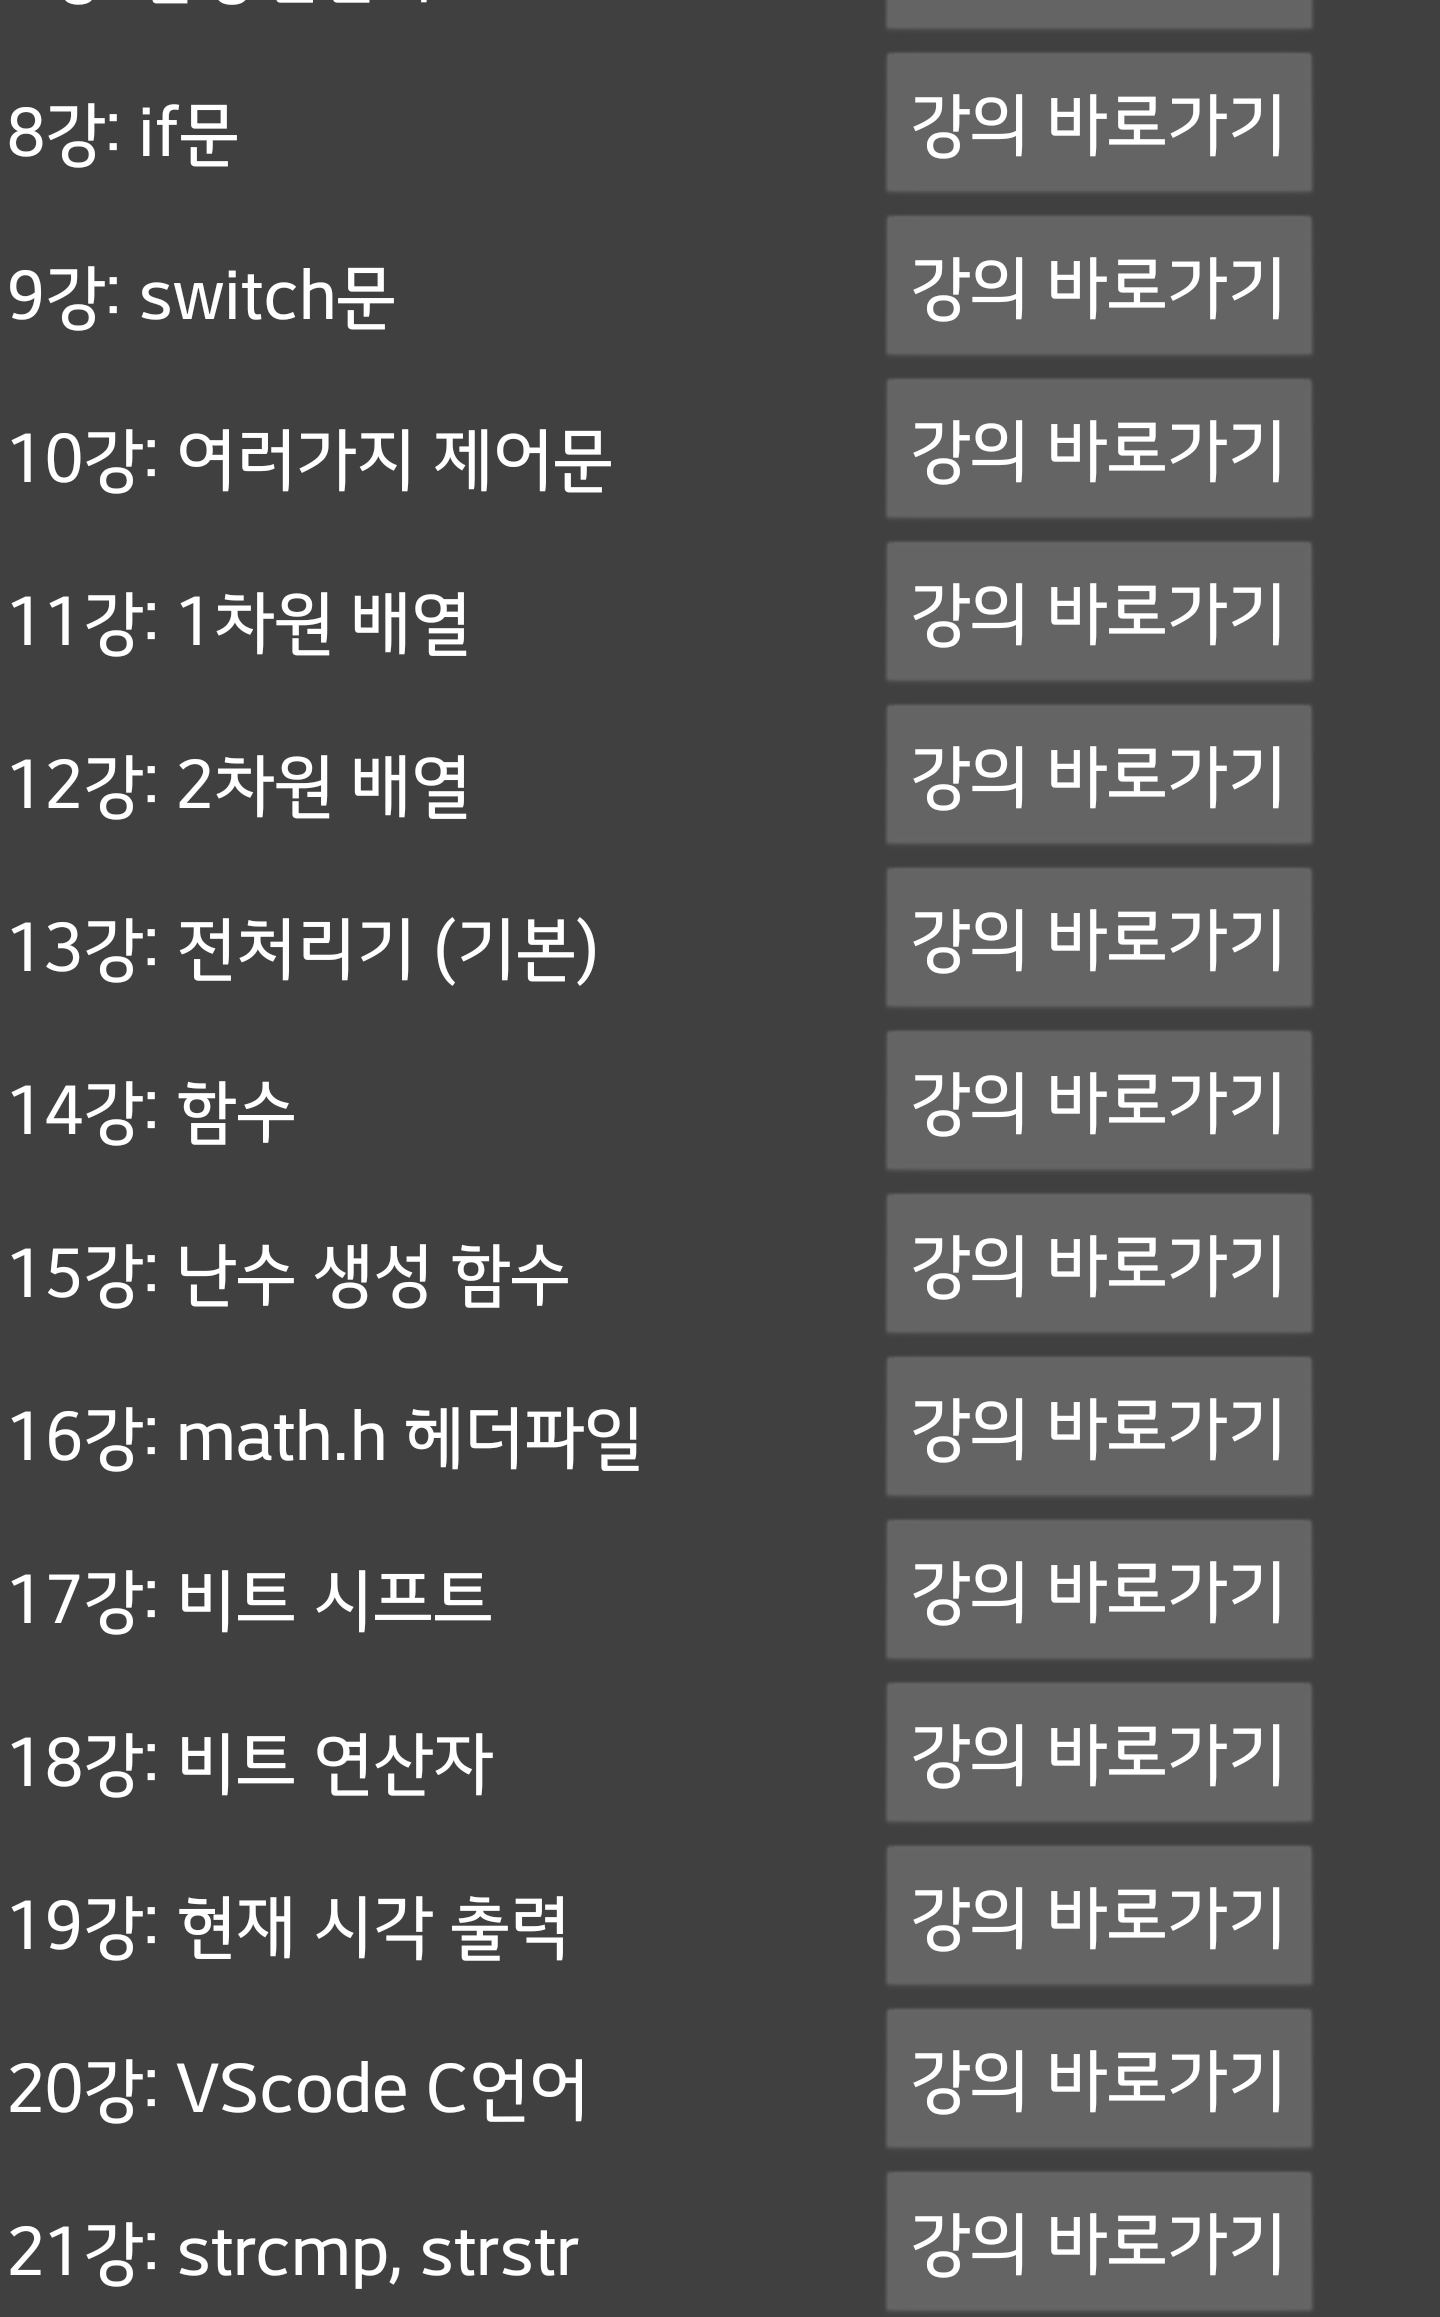 8강: if문 강의 바로가기
9강: switch문 강의 바로가기
10강: 여러가지 제어문 강의 바로가기
11강: 1차원 배열 강의 바로가기
12강: 2차원 배열 강의 바로가기
13강: 전처리기 (기본) 강의 바로가기
14강: 함수 강의 바로가기
15강: 난수 생성 함수 강의 바로가기
16강: math.h 헤더파일 강의 바로가기
17강: 비트 시프트 강의 바로가기
18강: 비트 연산자 강의 바로가기
19강: 현재 시각 출력 강의 바로가기
20강: VScode C언어 강의 바로가기
21강: strcmp, strstr 강의 바로가기